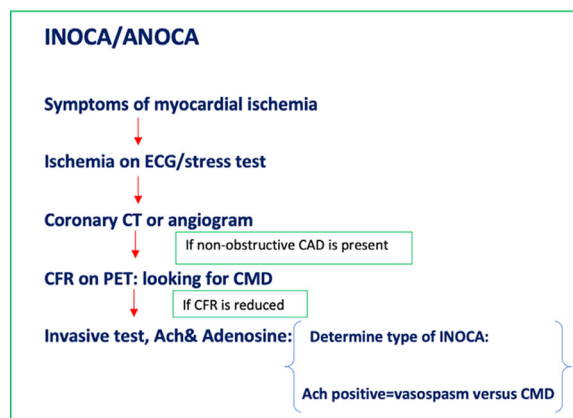 INOCA/ANOCA
Symptoms of myocardial ischemia
Ischemia on ECG/stress test
Coronary CT or angiogram
If non-obstructive CAD is present
CFR on PET: looking for CMD
If CFR is reduced
Invasive test, Ach& Adenosine:
Determine type of INOCA:
Ach positive=vasospasm versus CMD